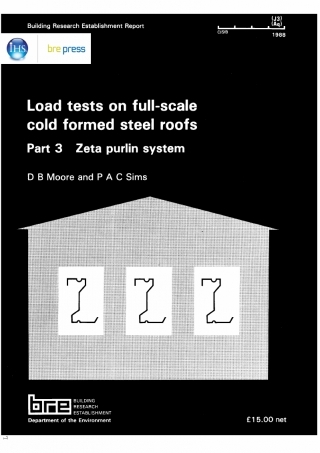 Building Research Establishment Report
(J3)
(Aq)
CI/SfB
1988
IHS
bre press
Load tests on full-scale
cold formed steel roofs
Part 3 Zeta purlin system
D B Moore and P A C Sims
bre
BUILDING
RESEARCH
ESTABLISHMENT
Department of the Environment
£15.00 net